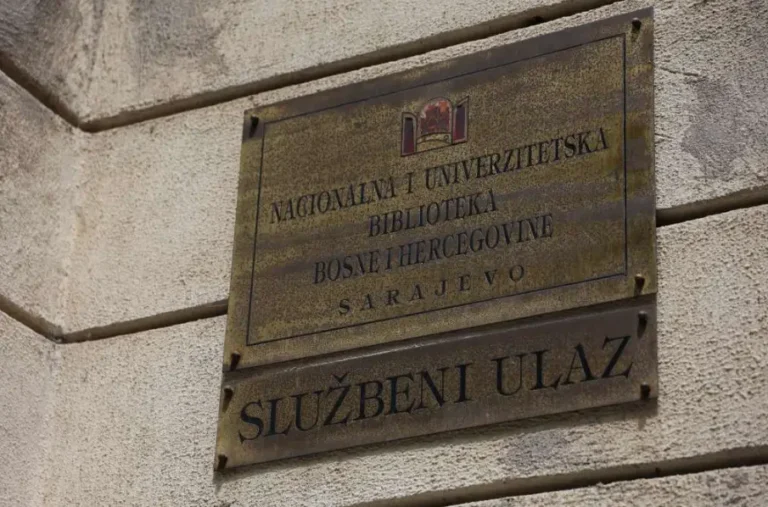 NACIONALNA I UNIVERZITETSKA
BIBLIOTEKA
BOSNE I HERCEGOVINE
SARAJEVO
SLUŽBENI ULAZ